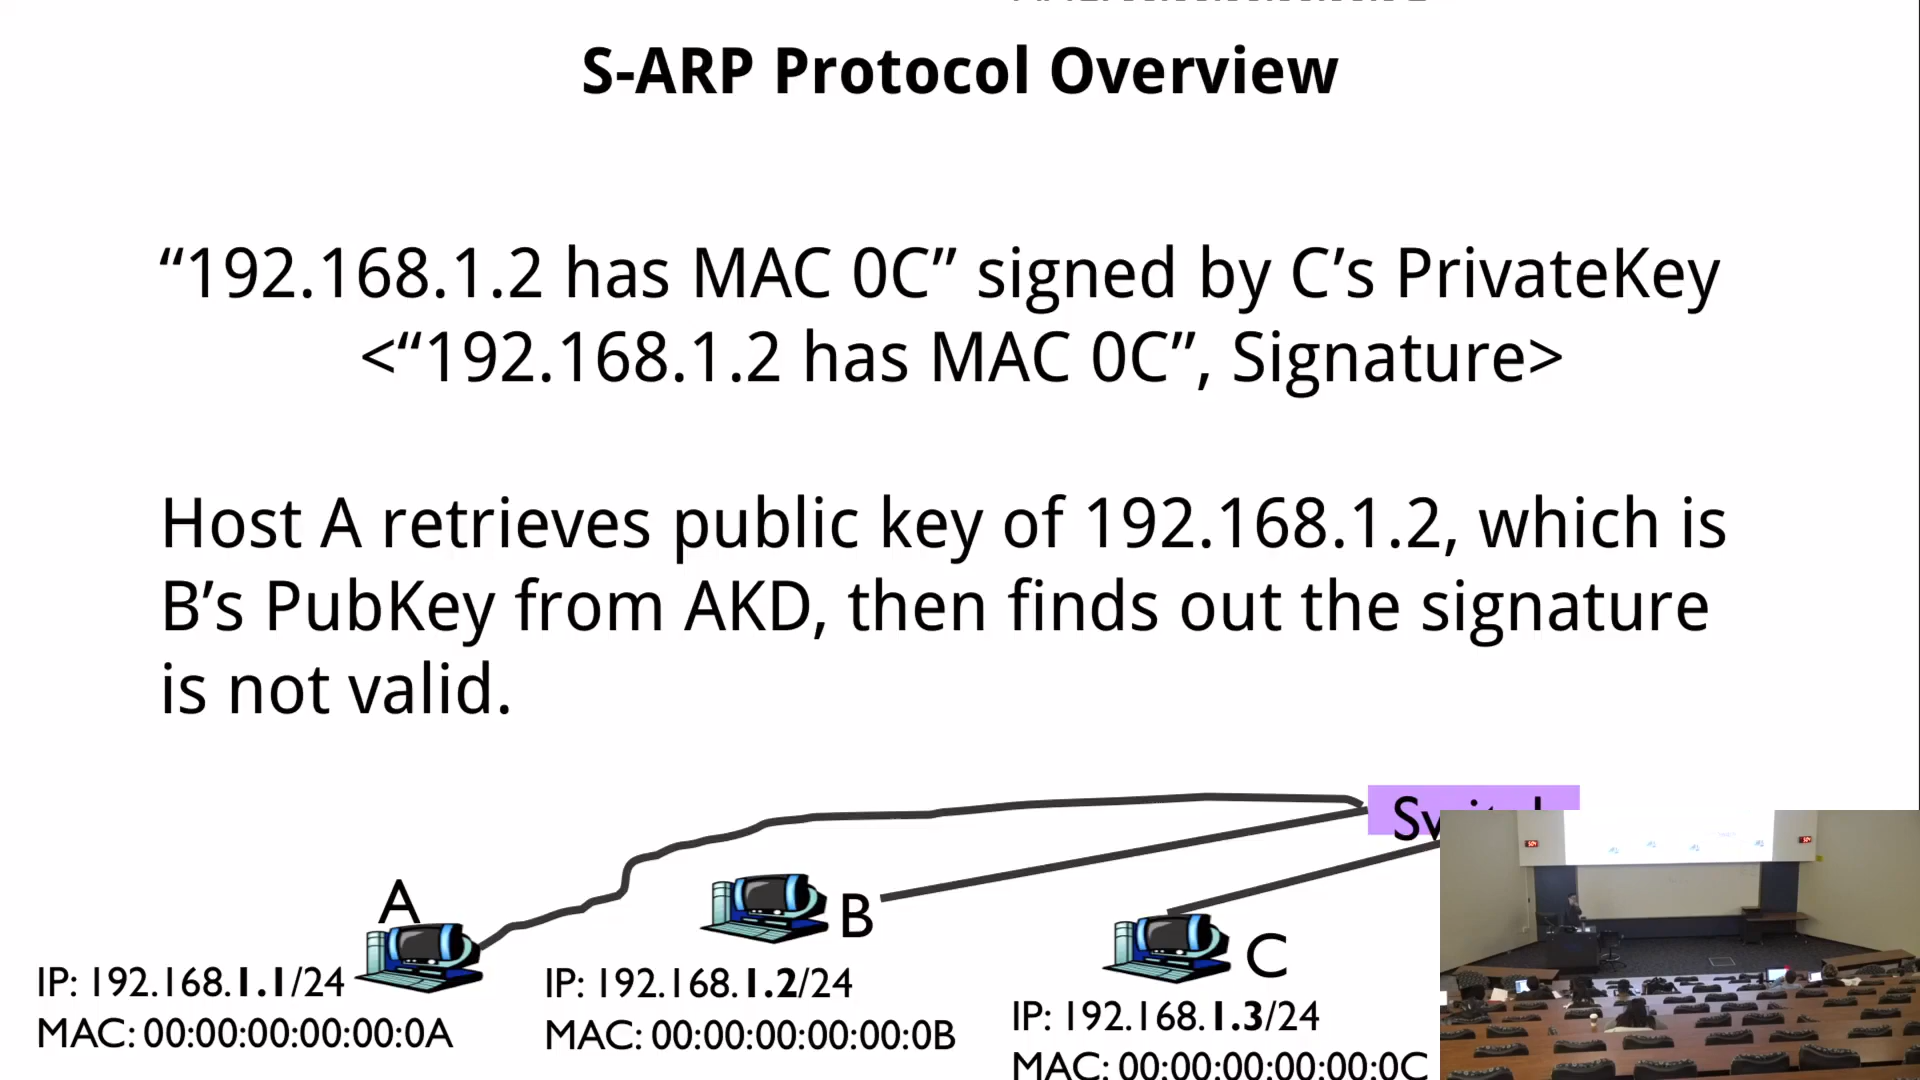 S-ARP Protocol Overview
“192.168.1.2 has MAC 0C” signed by C’s PrivateKey
<“192.168.1.2 has MAC 0C”, Signature>
Host A retrieves public key of 192.168.1.2, which is
B’s PubKey from AKD, then finds out the signature
is not valid.
A
B
C
IP: 192.168.1.1/24
MAC: 00:00:00:00:00:0A
IP: 192.168.1.2/24
MAC: 00:00:00:00:00:0B
IP: 192.168.1.3/24
MAC: 00:00:00:00:00:0C